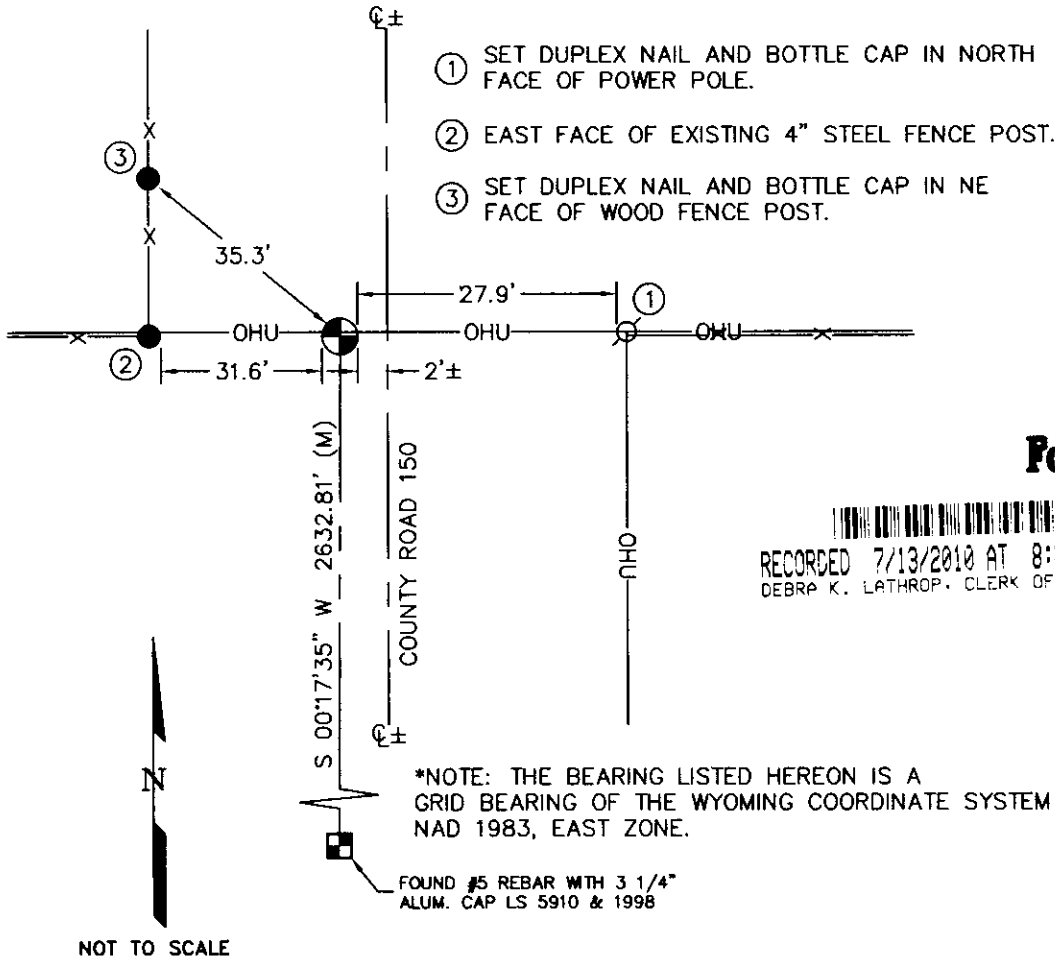 ℄±
① SET DUPLEX NAIL AND BOTTLE CAP IN NORTH
FACE OF POWER POLE.
② EAST FACE OF EXISTING 4" STEEL FENCE POST.
③ SET DUPLEX NAIL AND BOTTLE CAP IN NE
FACE OF WOOD FENCE POST.
X
③
X
35.3'
27.9'
①
X
OHU
OHU
OHU
X
②
31.6'
2'±
S 00°17'35" W 2632.81' (M)
COUNTY ROAD 150
OHU
RECORDED 7/13/2010 AT 8:
DEBRA K. LATHROP, CLERK OF
℄±
N
*NOTE: THE BEARING LISTED HEREON IS A
GRID BEARING OF THE WYOMING COORDINATE SYSTEM
NAD 1983, EAST ZONE.
FOUND #5 REBAR WITH 3 1/4"
ALUM. CAP LS 5910 & 1998
NOT TO SCALE